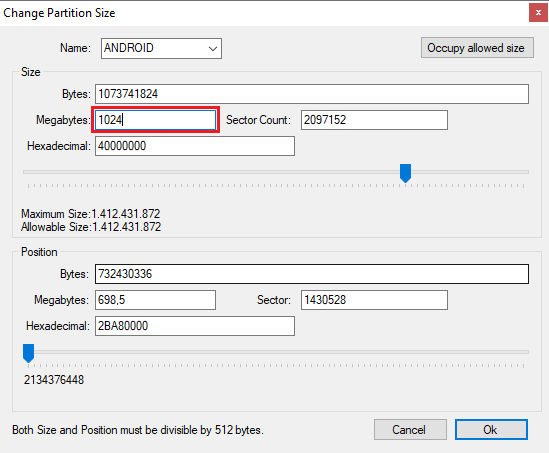 Change Partition Size
x
Name: ANDROID Occupy allowed size
Size
Bytes: 1073741824
Megabytes: 1024 Sector Count: 2097152
Hexadecimal: 40000000
Maximum Size:1.412.431.872
Allowable Size:1.412.431.872
Position
Bytes: 732430336
Megabytes: 698,5 Sector: 1430528
Hexadecimal: 2BA80000
2134376448
Both Size and Position must be divisible by 512 bytes. Cancel Ok